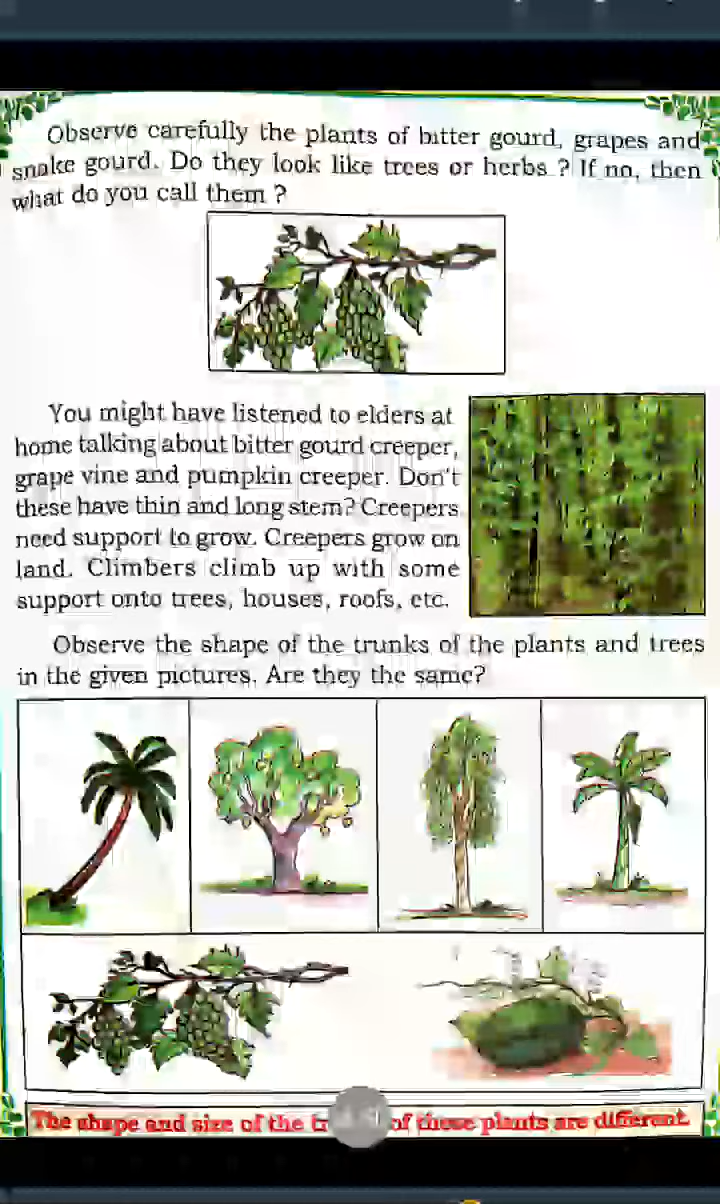 Observe carefully the plants of bitter gourd, grapes and
snake gourd. Do they look like trees or herbs ? If no, then
what do you call them ?
You might have listened to elders at
home talking about bitter gourd creeper,
grape vine and pumpkin creeper. Don't
these have thin and long stem? Creepers
need support to grow. Creepers grow on
land. Climbers climb up with some
support onto trees, houses, roofs, etc.
Observe the shape of the trunks of the plants and trees
in the given pictures. Are they the same?
The shape and size of the of these plants are different.